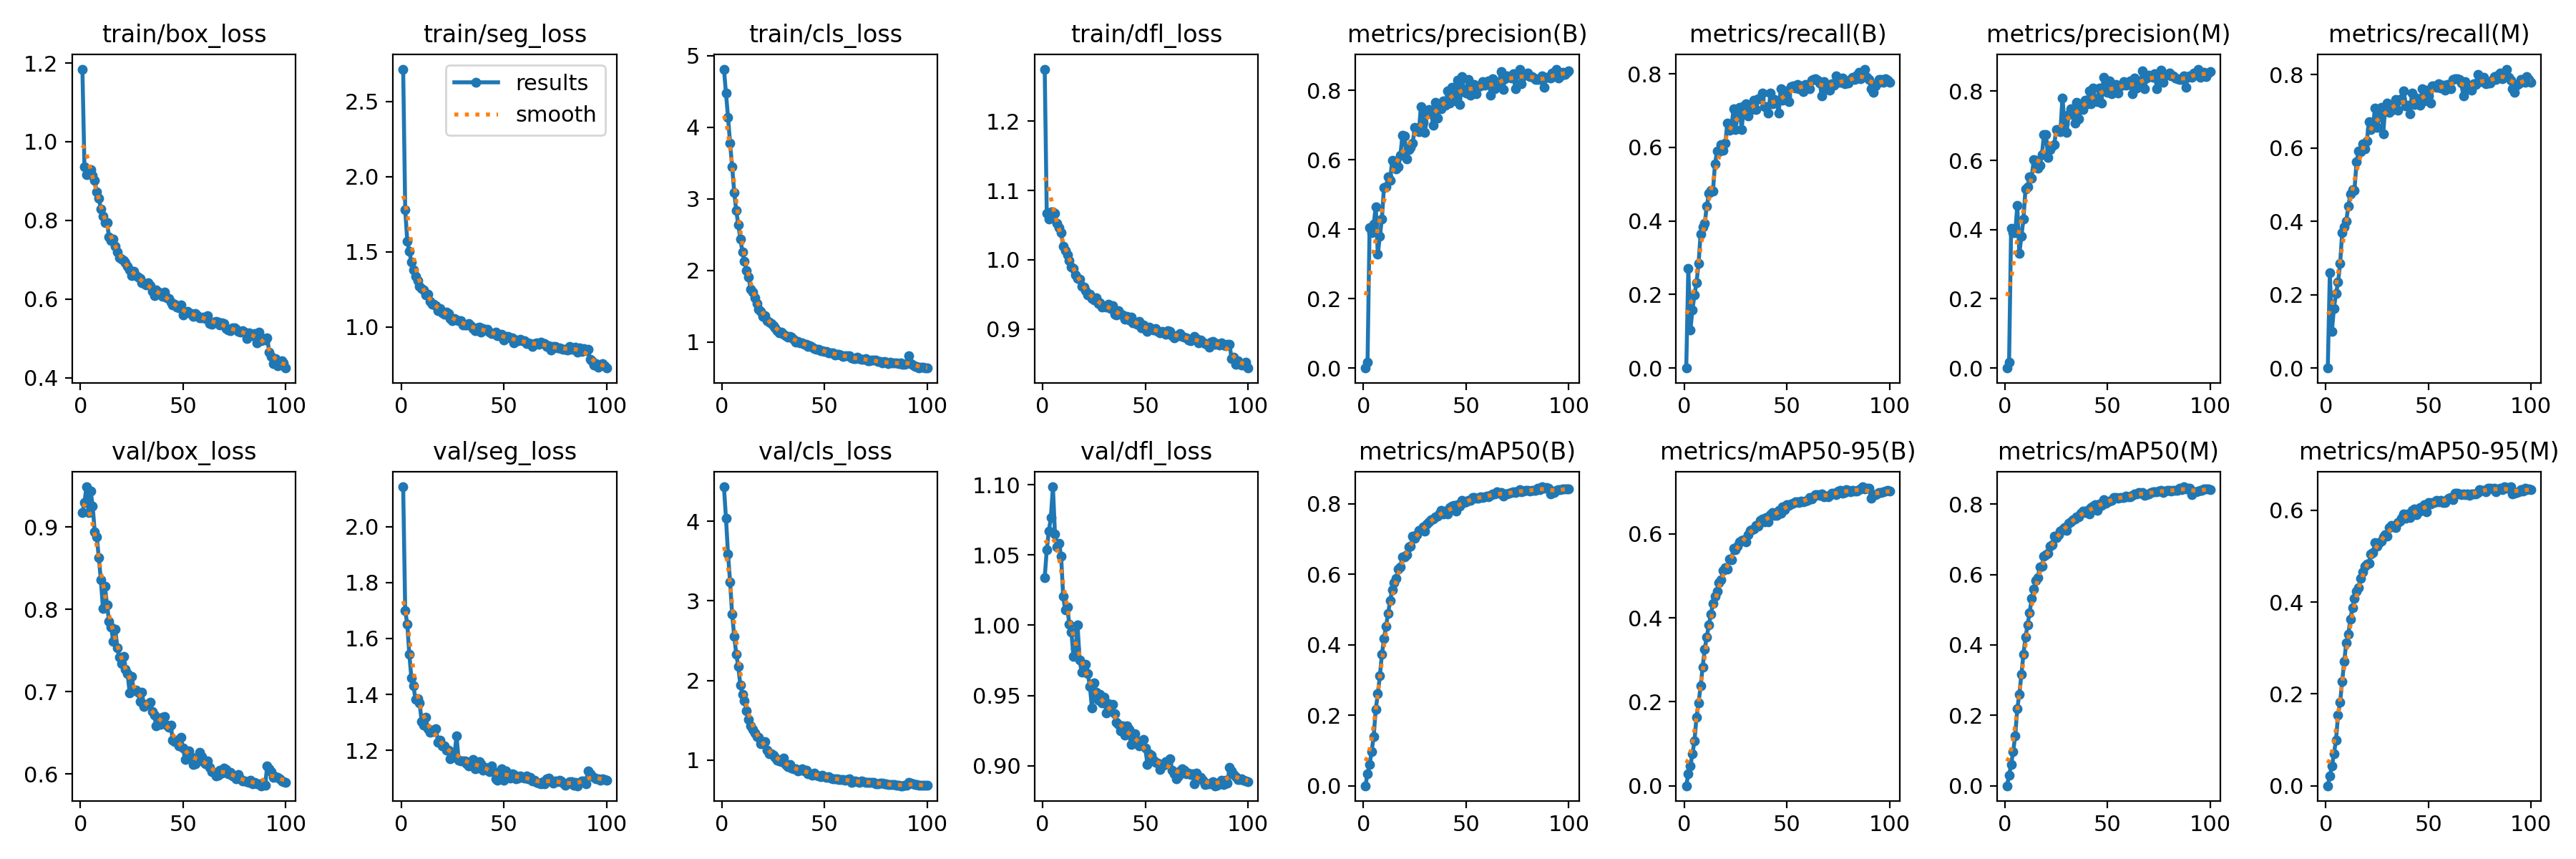 train/box_loss
train/seg_loss
train/cls_loss
train/dfl_loss
metrics/precision(B)
metrics/recall(B)
metrics/precision(M)
metrics/recall(M)
1.2
1.0
0.8
0.6
0.4
0 50 100
results
smooth
2.5
2.0
1.5
1.0
0 50 100
5
4
3
2
1
0 50 100
1.2
1.1
1.0
0.9
0 50 100
0.8
0.6
0.4
0.2
0.0
0 50 100
0.8
0.6
0.4
0.2
0.0
0 50 100
0.8
0.6
0.4
0.2
0.0
0 50 100
0.8
0.6
0.4
0.2
0.0
0 50 100
val/box_loss
val/seg_loss
val/cls_loss
val/dfl_loss
metrics/mAP50(B)
metrics/mAP50-95(B)
metrics/mAP50(M)
metrics/mAP50-95(M)
0.9
0.8
0.7
0.6
0 50 100
2.0
1.8
1.6
1.4
1.2
0 50 100
4
3
2
1
0 50 100
1.10
1.05
1.00
0.95
0.90
0 50 100
0.8
0.6
0.4
0.2
0.0
0 50 100
0.6
0.4
0.2
0.0
0 50 100
0.8
0.6
0.4
0.2
0.0
0 50 100
0.6
0.4
0.2
0.0
0 50 100